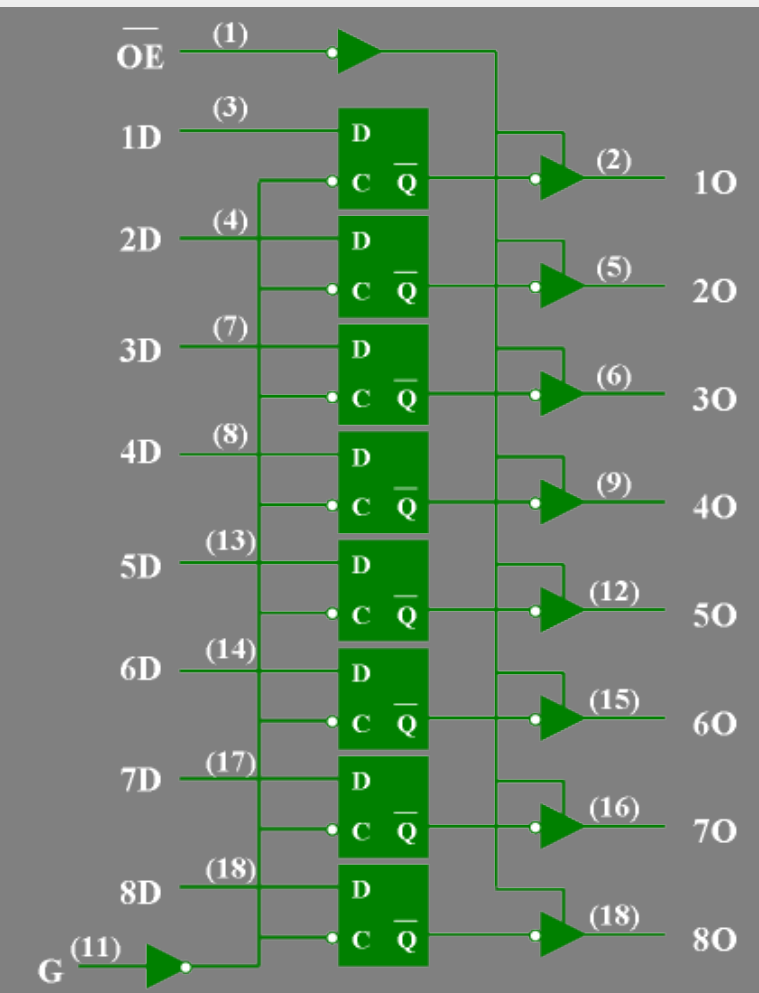 O̅E̅ (1)
1D (3) D
C Q̅ (2) 1O
2D (4) D
C Q̅ (5) 2O
3D (7) D
C Q̅ (6) 3O
4D (8) D
C Q̅ (9) 4O
5D (13) D
C Q̅ (12) 5O
6D (14) D
C Q̅ (15) 6O
7D (17) D
C Q̅ (16) 7O
8D (18) D
C Q̅ (18) 8O
G (11)